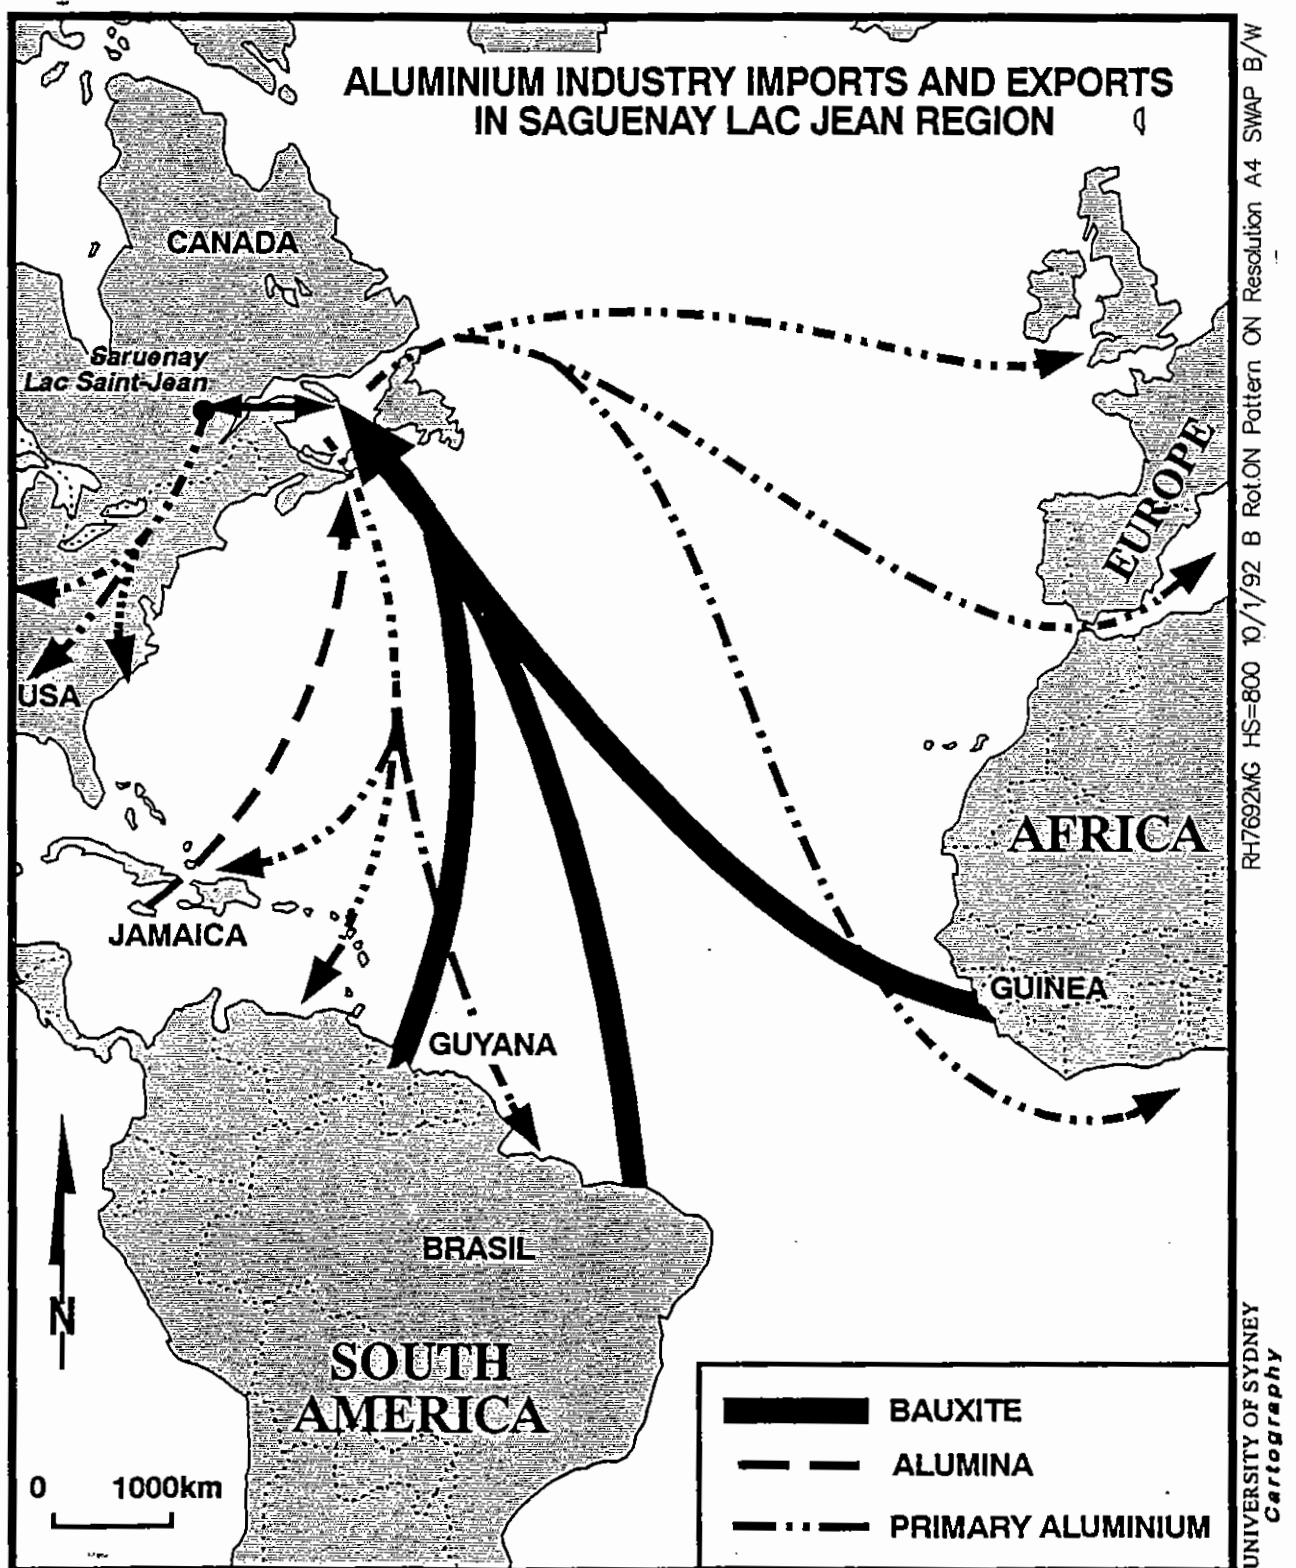 ALUMINIUM INDUSTRY IMPORTS AND EXPORTS
IN SAGUENAY LAC JEAN REGION
CANADA
Saruenay
Lac Saint-Jean
EUROPE
USA
AFRICA
JAMAICA
GUINEA
GUYANA
BRASIL
N
SOUTH
AMERICA
0 1000km
BAUXITE
ALUMINA
PRIMARY ALUMINIUM
RH7692MG HS=800 10/1/92 B Rot.ON Pattern ON Resolution A4 SWAP B/W
UNIVERSITY OF SYDNEY
Cartography